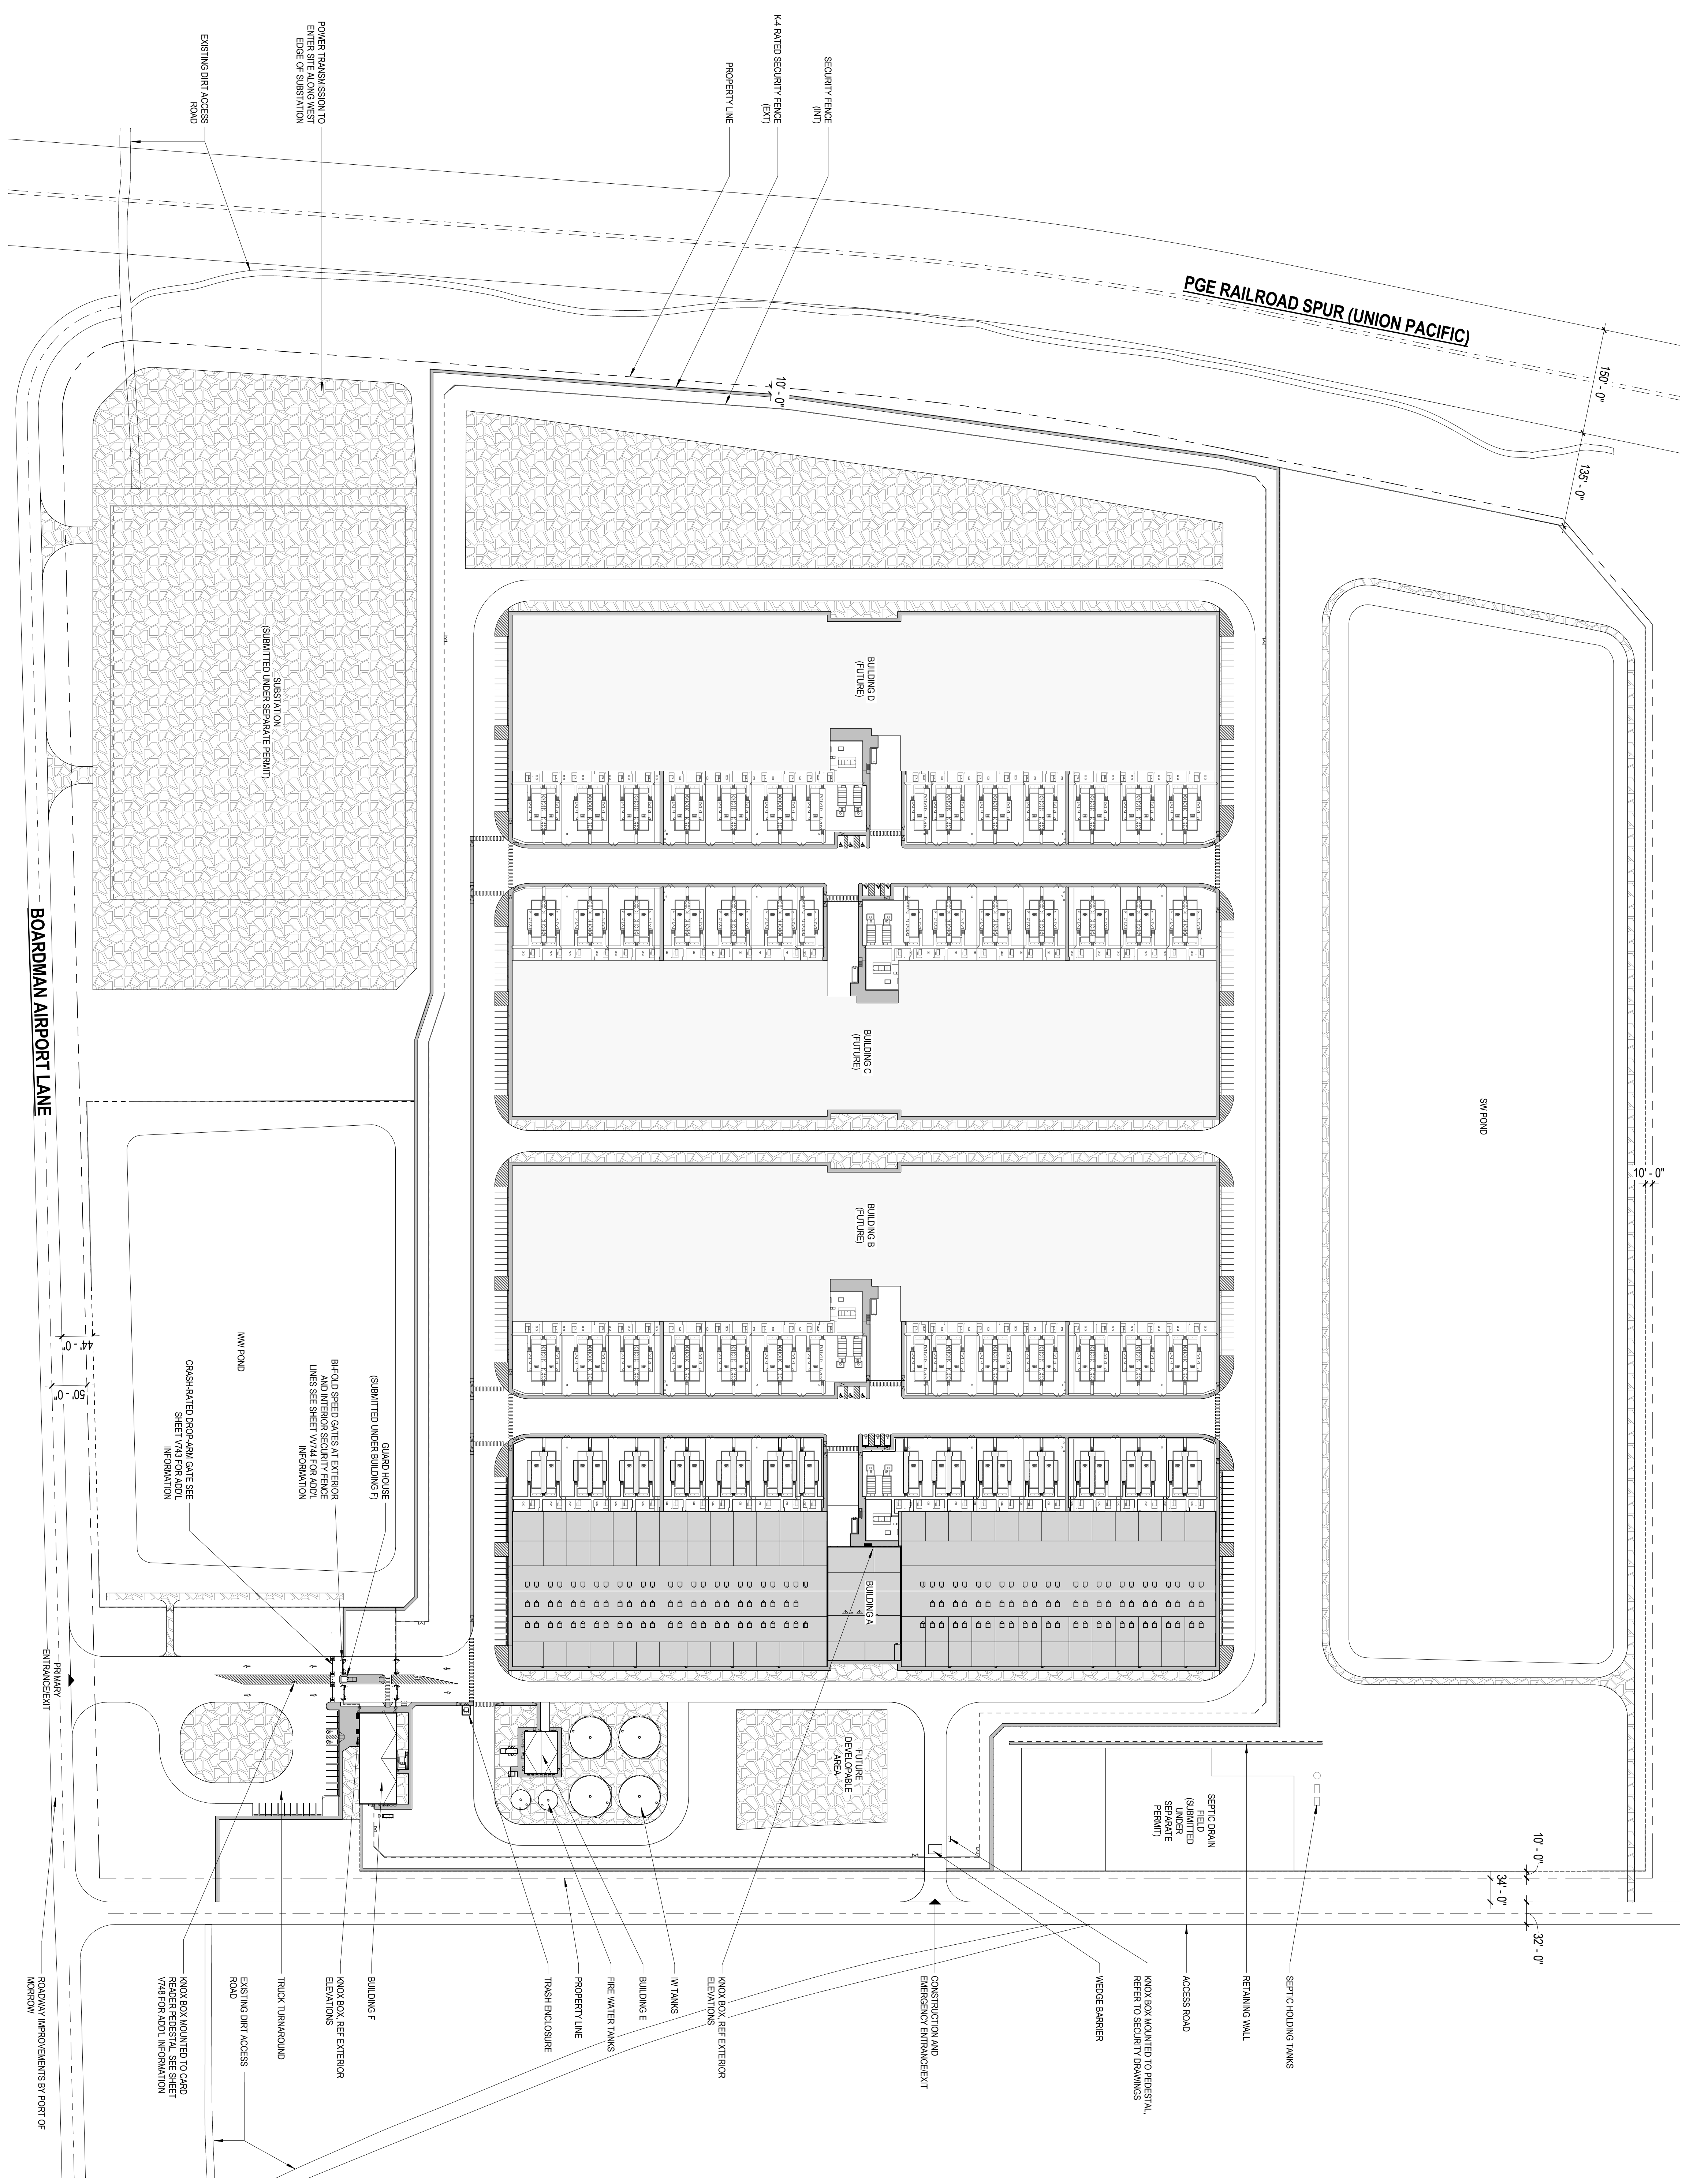 POWER TRANSMISSION TO
ENTER SITE ALONG WEST
EDGE OF SUBSTATION
EXISTING DIRT ACCESS
ROAD
K4 RATED SECURITY FENCE
(EXT)
SECURITY FENCE
(INT)
PROPERTY LINE
PGE RAILROAD SPUR (UNION PACIFIC)
150' - 0"
135' - 0"
10' - 0"
SUBSTATION
(SUBMITTED UNDER SEPARATE PERMIT)
BUILDING D
(FUTURE)
BUILDING C
(FUTURE)
BUILDING B
(FUTURE)
BUILDING A
SW POND
10' - 0"
BOARDMAN AIRPORT LANE
44' - 0"
50' - 0"
IWW POND
GUARD HOUSE
(SUBMITTED UNDER BUILDING F)
BI-FOLD SPEED GATES AT EXTERIOR
AND INTERIOR SECURITY FENCE
LINES SEE SHEET VV744 FOR ADD'L
INFORMATION
CRASH-RATED DROP-ARM GATE SEE
SHEET V743 FOR ADD'L
INFORMATION
PRIMARY
ENTRANCE/EXIT
FUTURE
DEVELOPABLE
AREA
SEPTIC DRAIN
FIELD
(SUBMITTED
UNDER
SEPARATE
PERMIT)
10' - 0"
34' - 0"
32' - 0"
SEPTIC HOLDING TANKS
RETAINING WALL
ACCESS ROAD
KNOX BOX MOUNTED TO PEDESTAL,
REFER TO SECURITY DRAWINGS
WEDGE BARRIER
CONSTRUCTION AND
EMERGENCY ENTRANCE/EXIT
KNOX BOX, REF EXTERIOR
ELEVATIONS
IW TANKS
BUILDING E
FIRE WATER TANKS
PROPERTY LINE
TRASH ENCLOSURE
BUILDING F
KNOX BOX, REF EXTERIOR
ELEVATIONS
TRUCK TURNAROUND
EXISTING DIRT ACCESS
ROAD
KNOX BOX MOUNTED TO CARD
READER PEDESTAL, SEE SHEET
V748 FOR ADD'L INFORMATION
ROADWAY IMPROVEMENTS BY PORT OF
MORROW